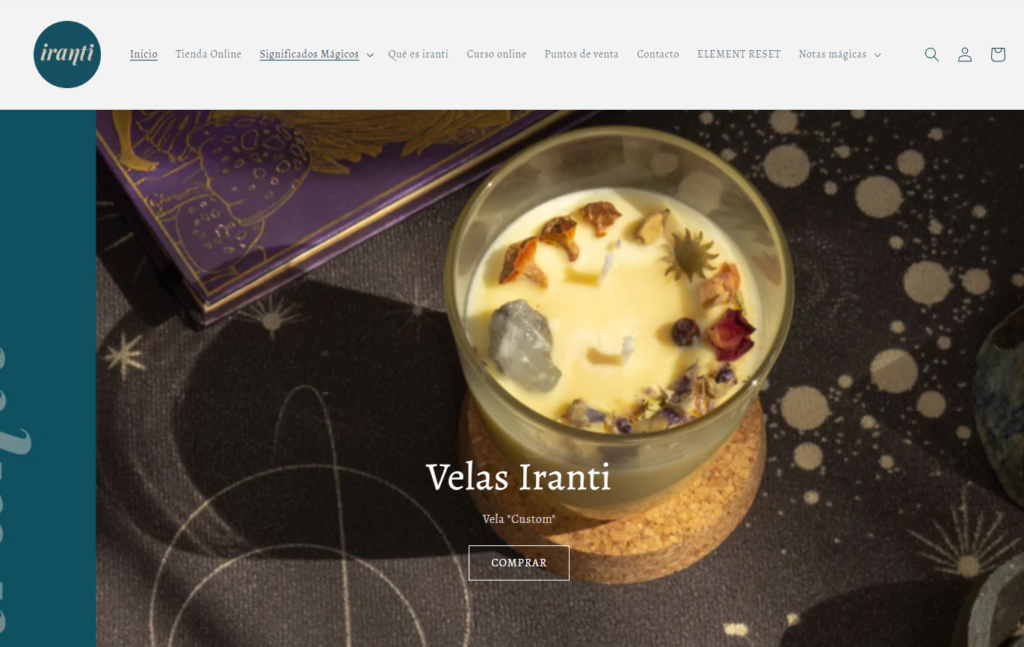 iranti
Inicio
Tienda Online
Significados Mágicos
Qué es iranti
Curso online
Puntos de venta
Contacto
ELEMENT RESET
Notas mágicas
Velas Iranti
Vela "Custom"
COMPRAR